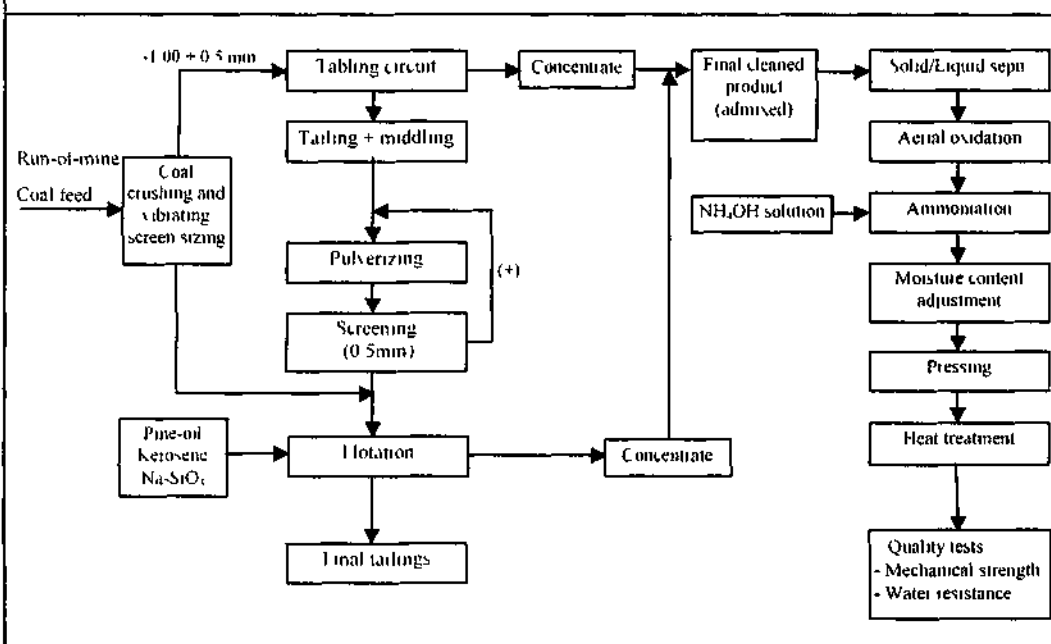 -1.00 + 0.5 mm
Tabling circuit
Concentrate
Final cleaned
product
(admixed)
Solid/Liquid sepn
Tailing + middling
Aerial oxidation
Run-of-mine
Coal feed
Coal
crushing and
vibrating
screen sizing
NH₄OH solution
Ammoniation
Pulverizing
(+)
Moisture content
adjustment
Screening
(0.5mm)
Pressing
Pine-oil
Kerosene
Na-SiO₃
Flotation
Concentrate
Heat treatment
Final tailings
Quality tests
- Mechanical strength
- Water resistance